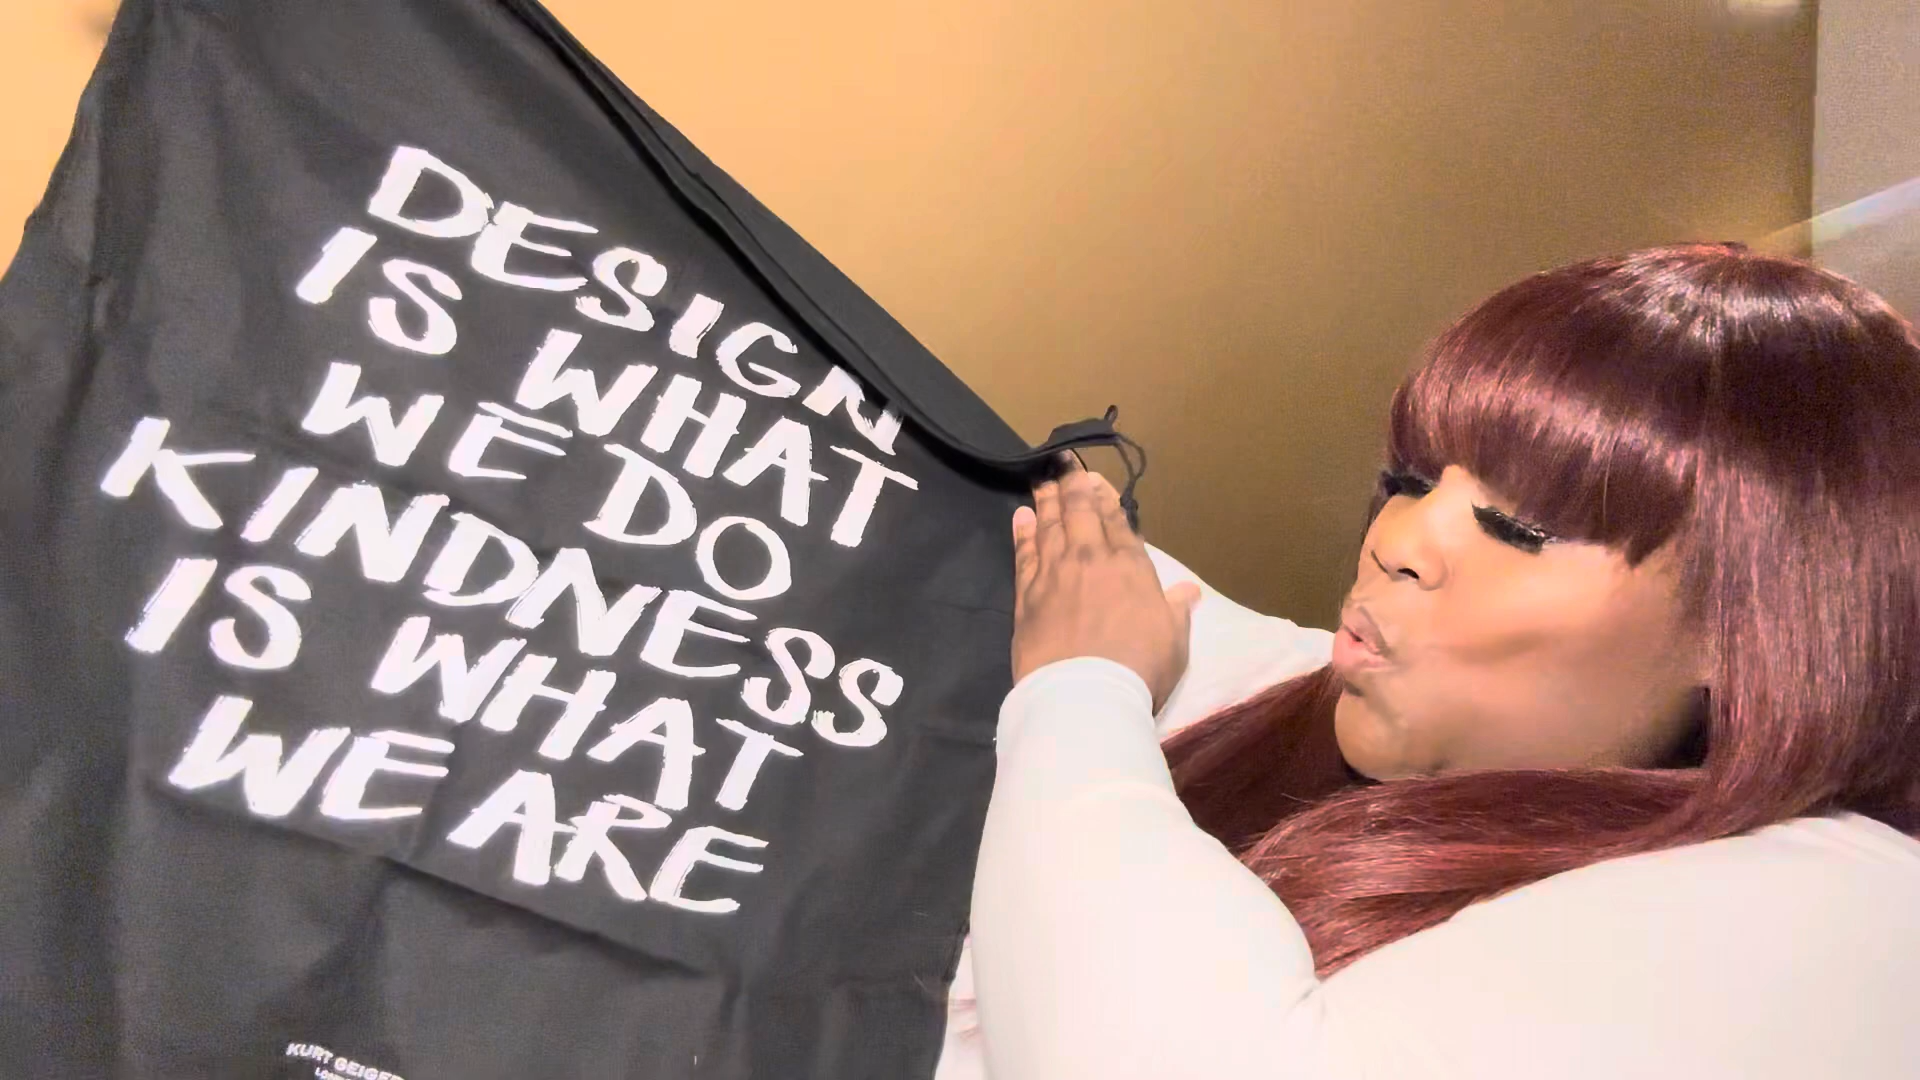 DESIGN
IS WHAT
WE DO
KINDNESS
IS WHAT
WE ARE
KURT GEIGER